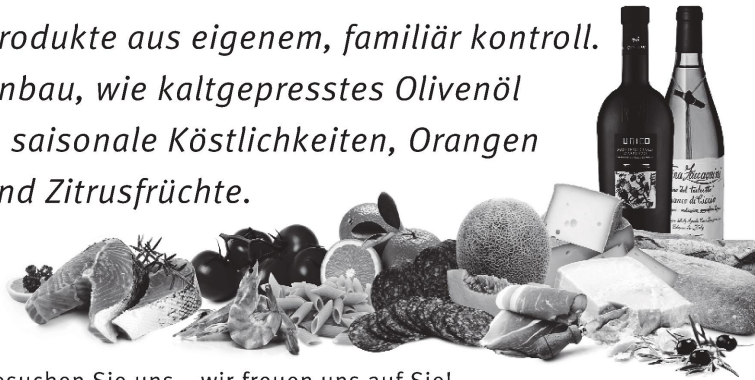 rodukte aus eigenem, familiär kontroll.
nbau, wie kaltgepresstes Olivenöl
saisonale Köstlichkeiten, Orangen
nd Zitrusfrüchte.
UNICO
esuchen Sie uns – wir freuen uns auf Sie!